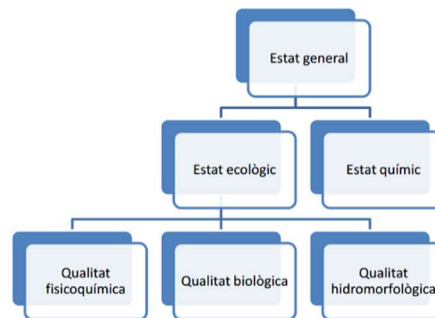 Estat general
Estat ecològic
Estat químic
Qualitat
fisicoquímica
Qualitat biològica
Qualitat
hidromorfològica